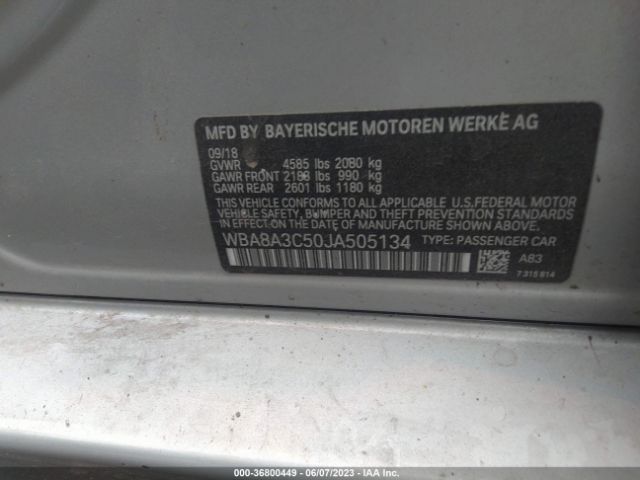 MFD BY BAYERISCHE MOTOREN WERKE AG
09/18
GVWR 4585 lbs 2080 kg
GAWR FRONT 2183 lbs 990 kg
GAWR REAR 2601 lbs 1180 kg
THIS VEHICLE CONFORMS TO ALL APPLICABLE U.S.FEDERAL MOTOR
VEHICLE SAFETY, BUMPER AND THEFT PREVENTION STANDARDS
IN EFFECT ON THE DATE OF MANUFACTURE SHOWN ABOVE.
WBA8A3C50JA505134 TYPE: PASSENGER CAR
A83
7 315 814
000-36800449 - 06/07/2023 - IAA Inc.